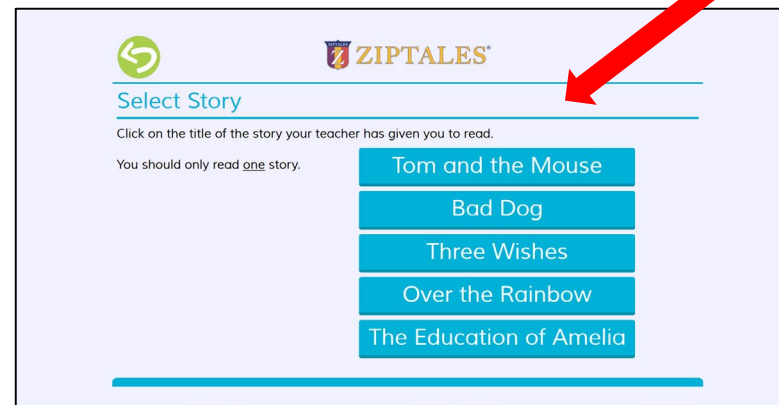 ZIPTALES
Select Story
Click on the title of the story your teacher has given you to read.
You should only read one story.
Tom and the Mouse
Bad Dog
Three Wishes
Over the Rainbow
The Education of Amelia